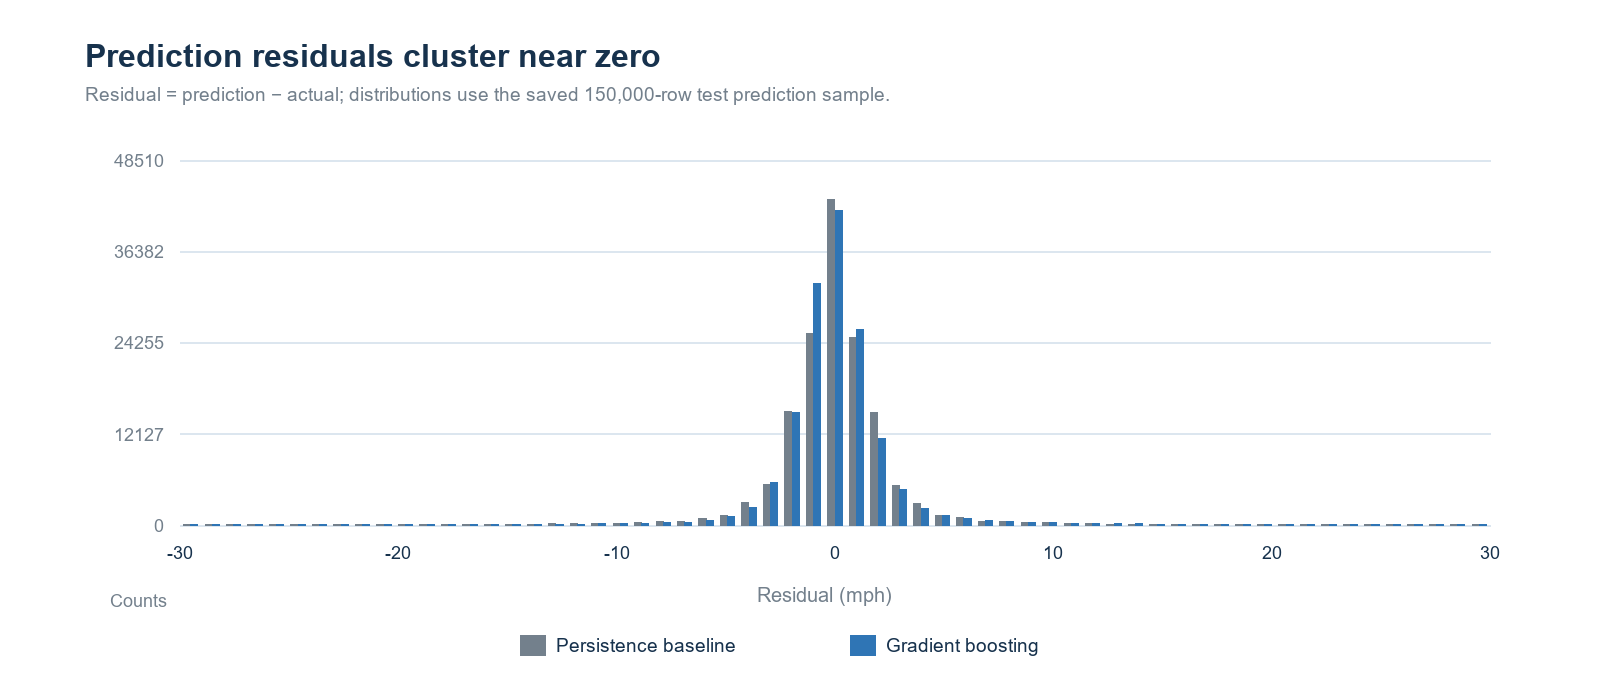 Prediction residuals cluster near zero
Residual = prediction − actual; distributions use the saved 150,000-row test prediction sample.
48510
36382
24255
12127
0
-30 -20 -10 0 10 20 30
Counts
Residual (mph)
Persistence baseline Gradient boosting